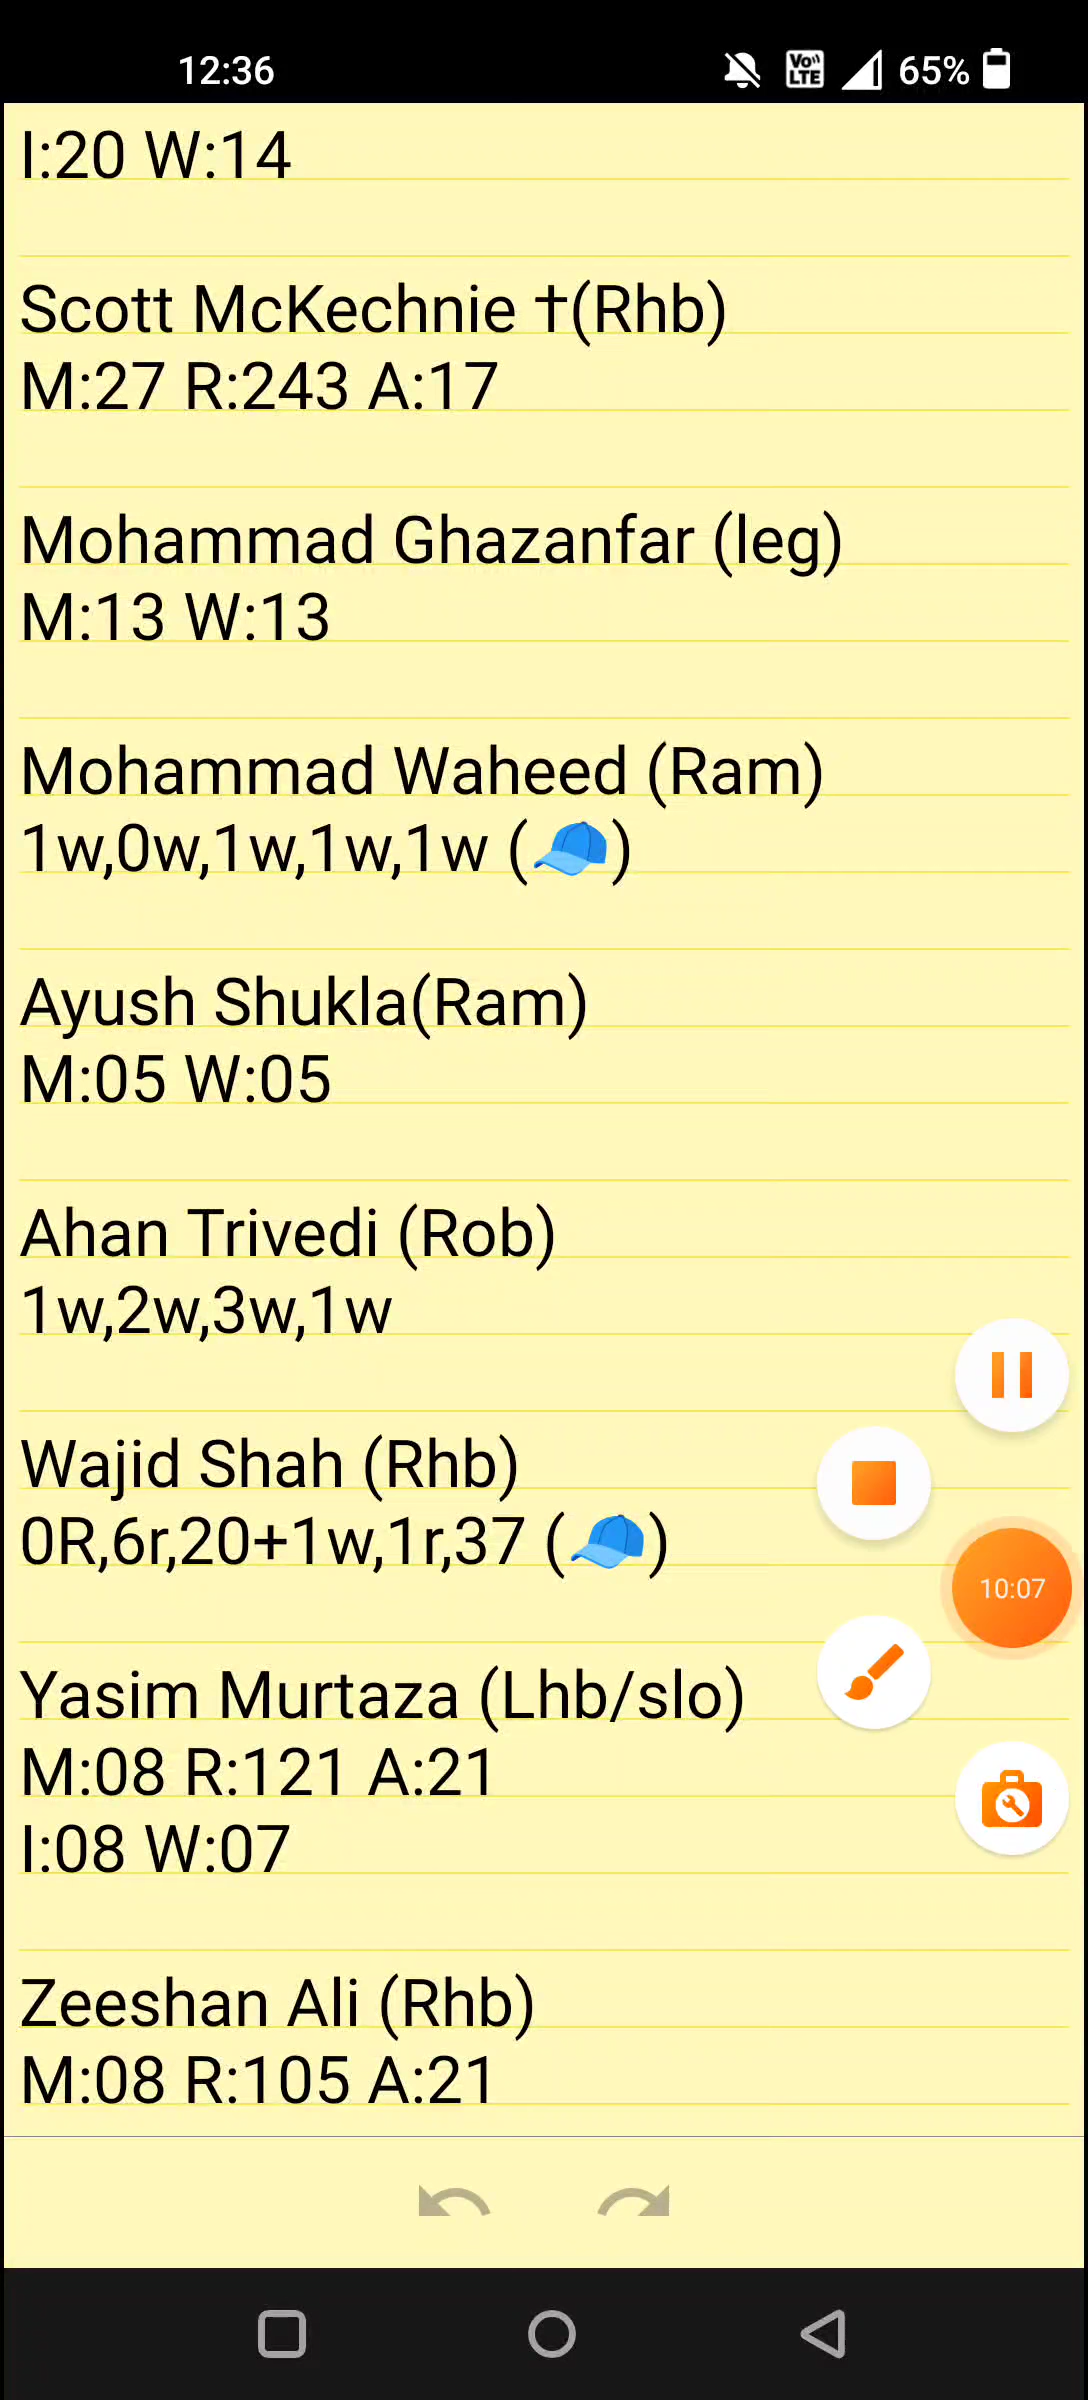 12:36 Vo)) LTE 65%
I:20 W:14
Scott McKechnie †(Rhb)
M:27 R:243 A:17
Mohammad Ghazanfar (leg)
M:13 W:13
Mohammad Waheed (Ram)
1w,0w,1w,1w,1w (🧢)
Ayush Shukla(Ram)
M:05 W:05
Ahan Trivedi (Rob)
1w,2w,3w,1w
Wajid Shah (Rhb)
0R,6r,20+1w,1r,37 (🧢)
10:07
Yasim Murtaza (Lhb/slo)
M:08 R:121 A:21
I:08 W:07
Zeeshan Ali (Rhb)
M:08 R:105 A:21